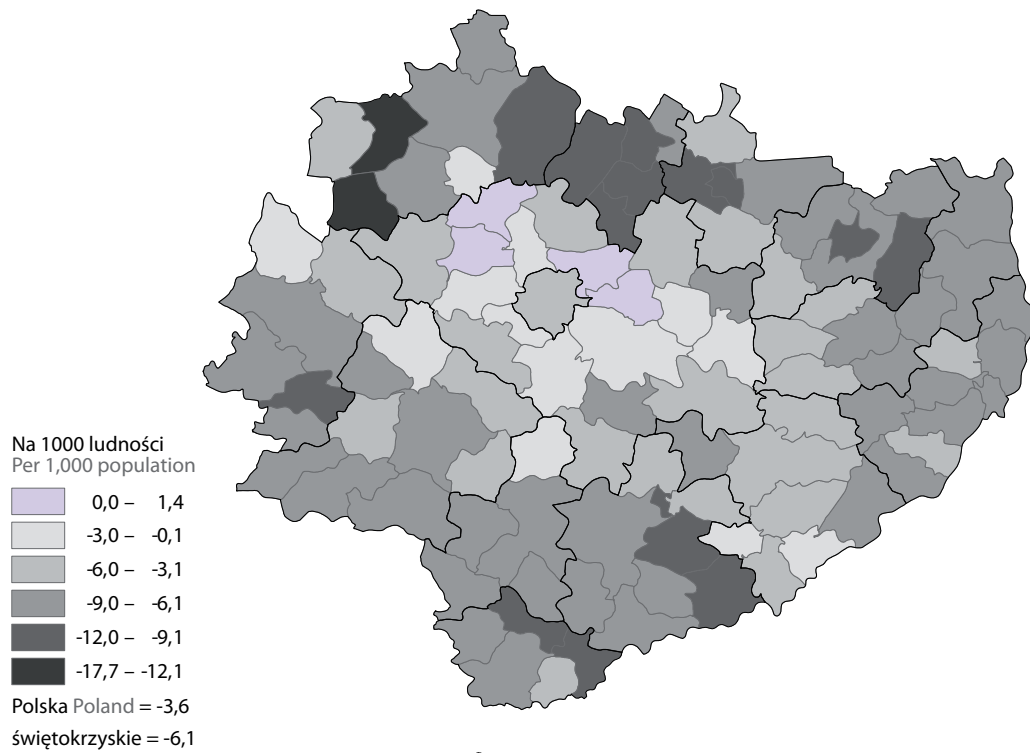 Na 1000 ludności
Per 1,000 population
0,0 – 1,4
-3,0 – -0,1
-6,0 – -3,1
-9,0 – -6,1
-12,0 – -9,1
-17,7 – -12,1
Polska Poland = -3,6
świętokrzyskie = -6,1